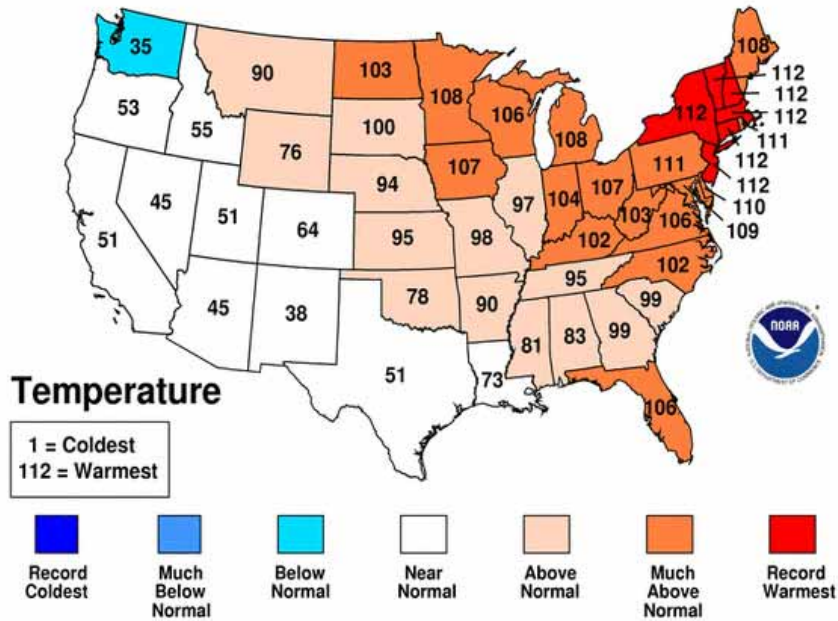 35
108
53
55
90
103
108
106
108
112
112
112
112
111
112
112
110
109
111
76
100
107
104
107
103
106
45
51
64
94
97
51
95
98
102
102
45
38
78
90
95
99
51
73
81
83
99
106
NOAA
Temperature
1 = Coldest
112 = Warmest
Record
Coldest
Much
Below
Normal
Below
Normal
Near
Normal
Above
Normal
Much
Above
Normal
Record
Warmest